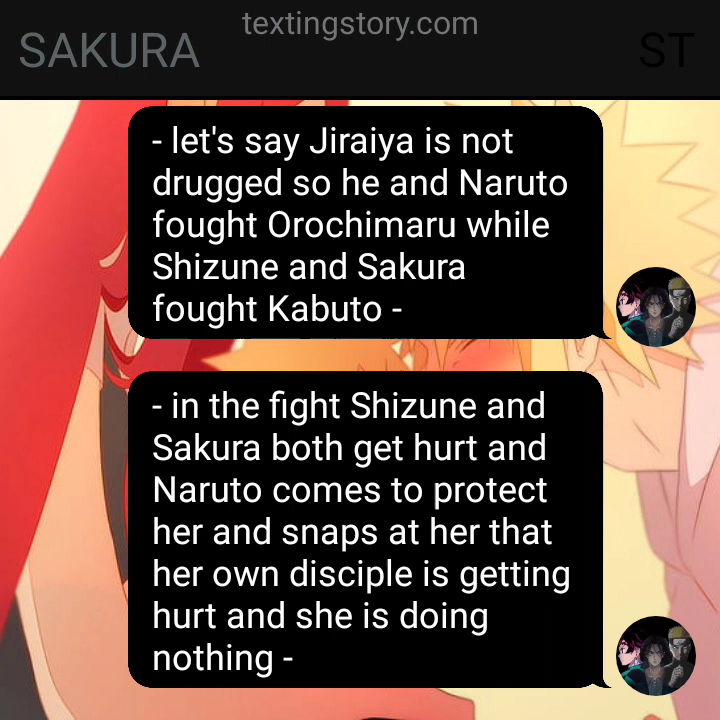 textingstory.com
SAKURA
ST
- let's say Jiraiya is not
drugged so he and Naruto
fought Orochimaru while
Shizune and Sakura
fought Kabuto -
- in the fight Shizune and
Sakura both get hurt and
Naruto comes to protect
her and snaps at her that
her own disciple is getting
hurt and she is doing
nothing -